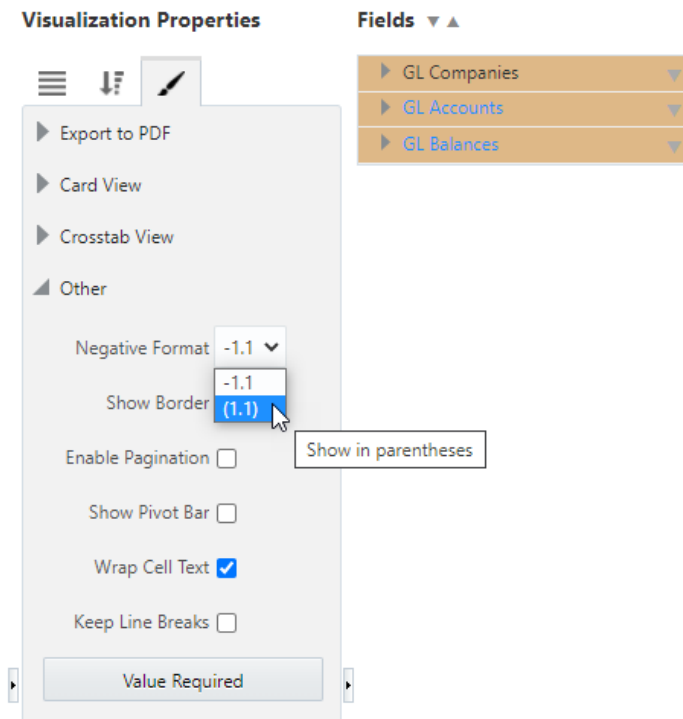 Visualization Properties
Fields
Export to PDF
GL Companies
GL Accounts
GL Balances
Card View
Crosstab View
Other
Negative Format -1.1
-1.1
Show Border (1.1)
Show in parentheses
Enable Pagination
Show Pivot Bar
Wrap Cell Text
Keep Line Breaks
Value Required